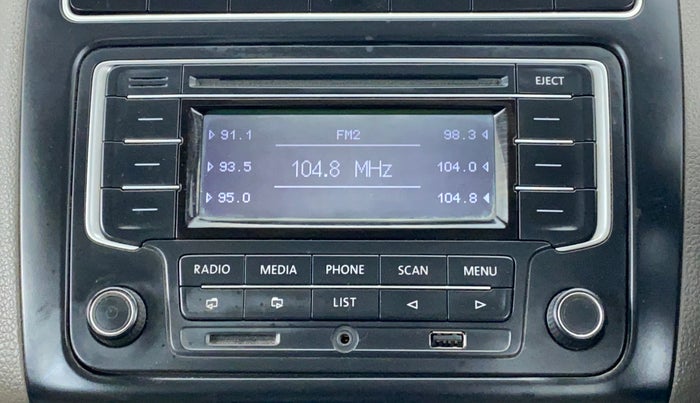 EJECT
91.1 FM2 98.3
93.5 104.8 MHz 104.0
95.0 104.8
RADIO MEDIA PHONE SCAN MENU
LIST